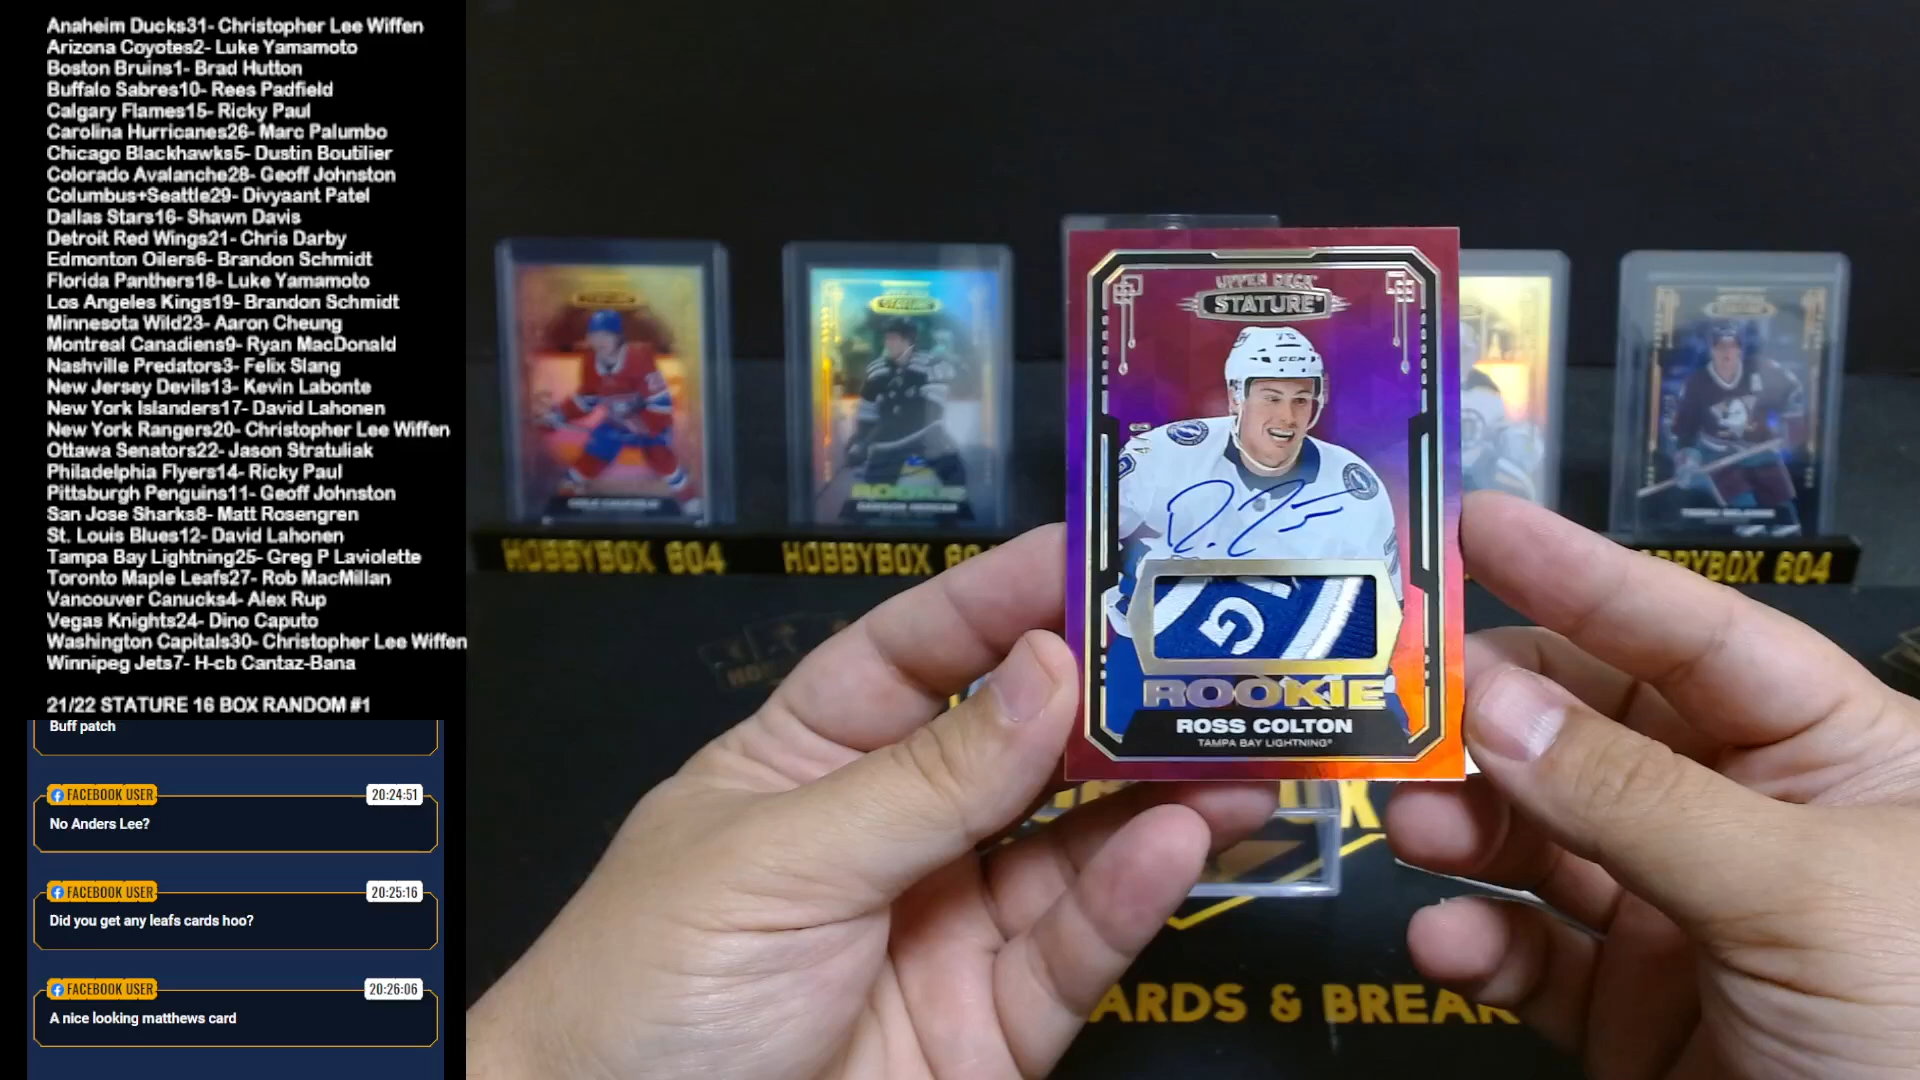 Anaheim Ducks31- Christopher Lee Wiffen
Arizona Coyotes2- Luke Yamamoto
Boston Bruins1- Brad Hutton
Buffalo Sabres10- Rees Padfield
Calgary Flames15- Ricky Paul
Carolina Hurricanes26- Marc Palumbo
Chicago Blackhawks5- Dustin Boutilier
Colorado Avalanche28- Geoff Johnston
Columbus+Seattle29- Divyaant Patel
Dallas Stars16- Shawn Davis
Detroit Red Wings21- Chris Darby
Edmonton Oilers6- Brandon Schmidt
Florida Panthers18- Luke Yamamoto
Los Angeles Kings19- Brandon Schmidt
Minnesota Wild23- Aaron Cheung
Montreal Canadiens9- Ryan MacDonald
Nashville Predators3- Felix Slang
New Jersey Devils13- Kevin Labonte
New York Islanders17- David Lahonen
New York Rangers20- Christopher Lee Wiffen
Ottawa Senators22- Jason Stratuliak
Philadelphia Flyers14- Ricky Paul
Pittsburgh Penguins11- Geoff Johnston
San Jose Sharks8- Matt Rosengren
St. Louis Blues12- David Lahonen
Tampa Bay Lightning25- Greg P Laviolette
Toronto Maple Leafs27- Rob MacMillan
Vancouver Canucks4- Alex Rup
Vegas Knights24- Dino Caputo
Washington Capitals30- Christopher Lee Wiffen
Winnipeg Jets7- H-cb Cantaz-Bana
21/22 STATURE 16 BOX RANDOM #1
Buff patch
FACEBOOK USER
20:24:51
No Anders Lee?
FACEBOOK USER
20:25:16
Did you get any leafs cards hoo?
FACEBOOK USER
20:26:06
A nice looking matthews card
UPPER DECK
STATURE
CCM
ROOKIE
ROSS COLTON
TAMPA BAY LIGHTNING
STATURE
STATURE
ROOKIE
HOBBYBOX 604
HOBBYBOX
604
ARDS & BREAK